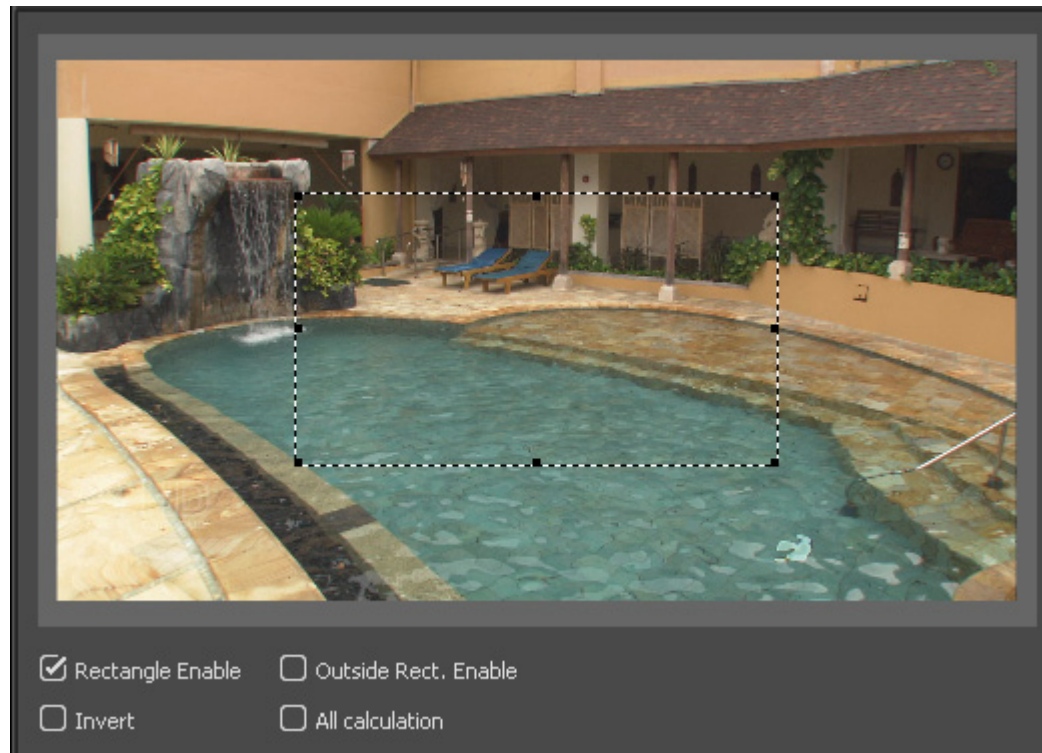 Rectangle Enable
Outside Rect. Enable
Invert
All calculation